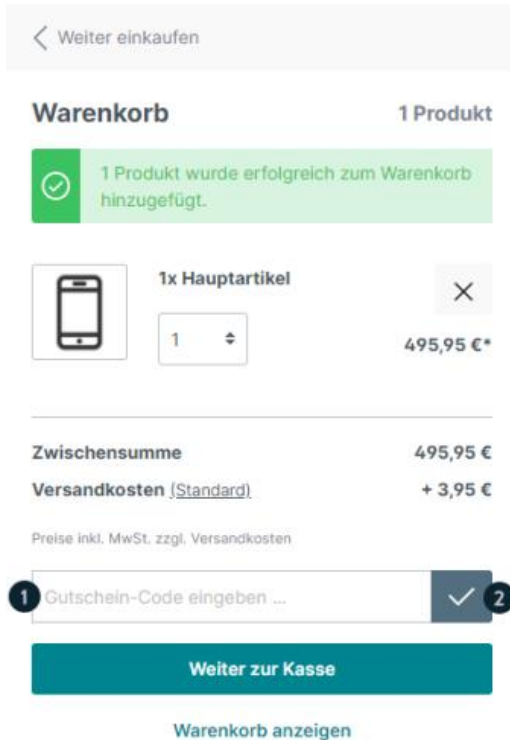 Weiter einkaufen
Warenkorb 1 Produkt
1 Produkt wurde erfolgreich zum Warenkorb
hinzugefügt.
1x Hauptartikel
1
495,95 €*
Zwischensumme 495,95 €
Versandkosten (Standard) + 3,95 €
Preise inkl. MwSt. zzgl. Versandkosten
1 Gutschein-Code eingeben ... 2
Weiter zur Kasse
Warenkorb anzeigen